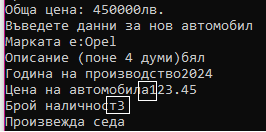 Обща цена: 450000лв.
Въведете данни за нов автомобил
Марката е:Opel
Описание (поне 4 думи)бял
Година на производство2024
Цена на автомобила123.45
Брой наличност3
Произвежда седа